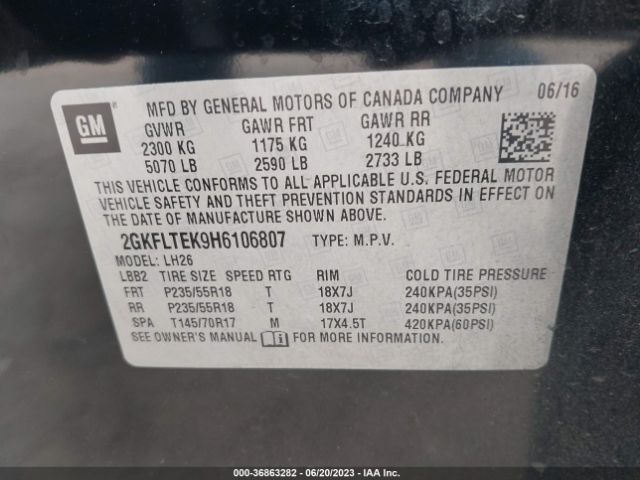 GM
MFD BY GENERAL MOTORS OF CANADA COMPANY 06/16
GVWR GAWR FRT GAWR RR
2300 KG 1175 KG 1240 KG
5070 LB 2590 LB 2733 LB
THIS VEHICLE CONFORMS TO ALL APPLICABLE U.S. FEDERAL MOTOR
VEHICLE SAFETY AND THEFT PREVENTION STANDARDS IN EFFECT ON
THE DATE OF MANUFACTURE SHOWN ABOVE.
2GKFLTEK9H6106807 TYPE: M.P.V.
MODEL: LH26
LBB2 TIRE SIZE SPEED RTG RIM COLD TIRE PRESSURE
FRT P235/55R18 T 18X7J 240KPA(35PSI)
RR P235/55R18 T 18X7J 240KPA(35PSI)
SPA T145/70R17 M 17X4.5T 420KPA(60PSI)
SEE OWNER'S MANUAL FOR MORE INFORMATION.
000-36863282 - 06/20/2023 - IAAI.COM